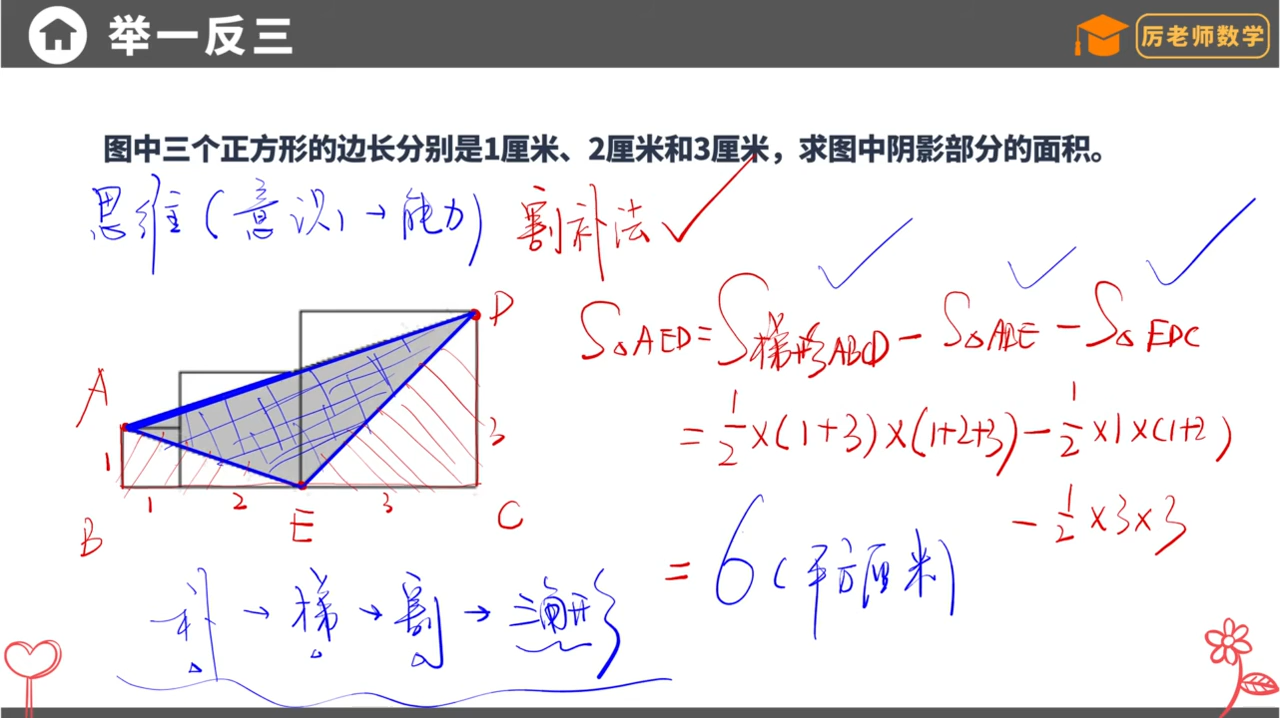 举一反三
厉老师数学
图中三个正方形的边长分别是1厘米、2厘米和3厘米，求图中阴影部分的面积。
思维（意识）→能力） 割补法
S△AED=S梯形ABCD-S△ABE-S△EDC
=1/2×(1+3)×(1+2+3)-1/2×1×(1+2)
-1/2×3×3
=6(平方厘米)
D
A
1
3
1 2 3
B E C
补→梯→割→三角形